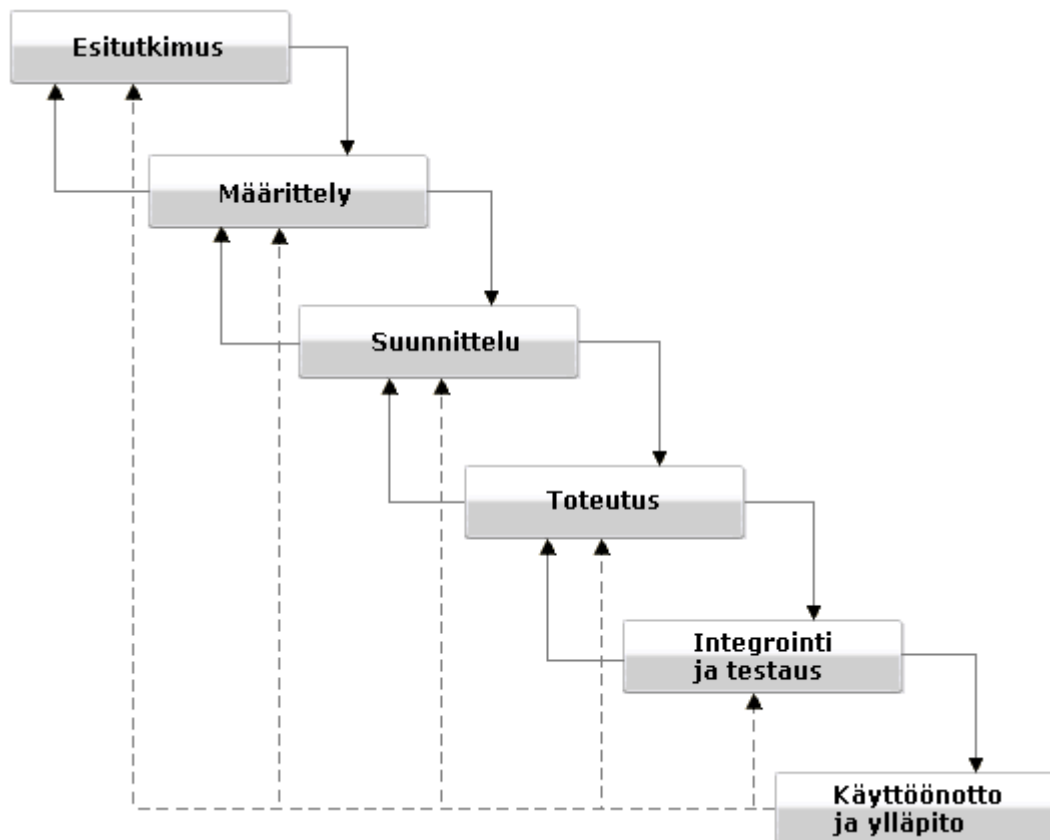 Esitutkimus
Määrittely
Suunnittelu
Toteutus
Integrointi
ja testaus
Käyttöönotto
ja ylläpito